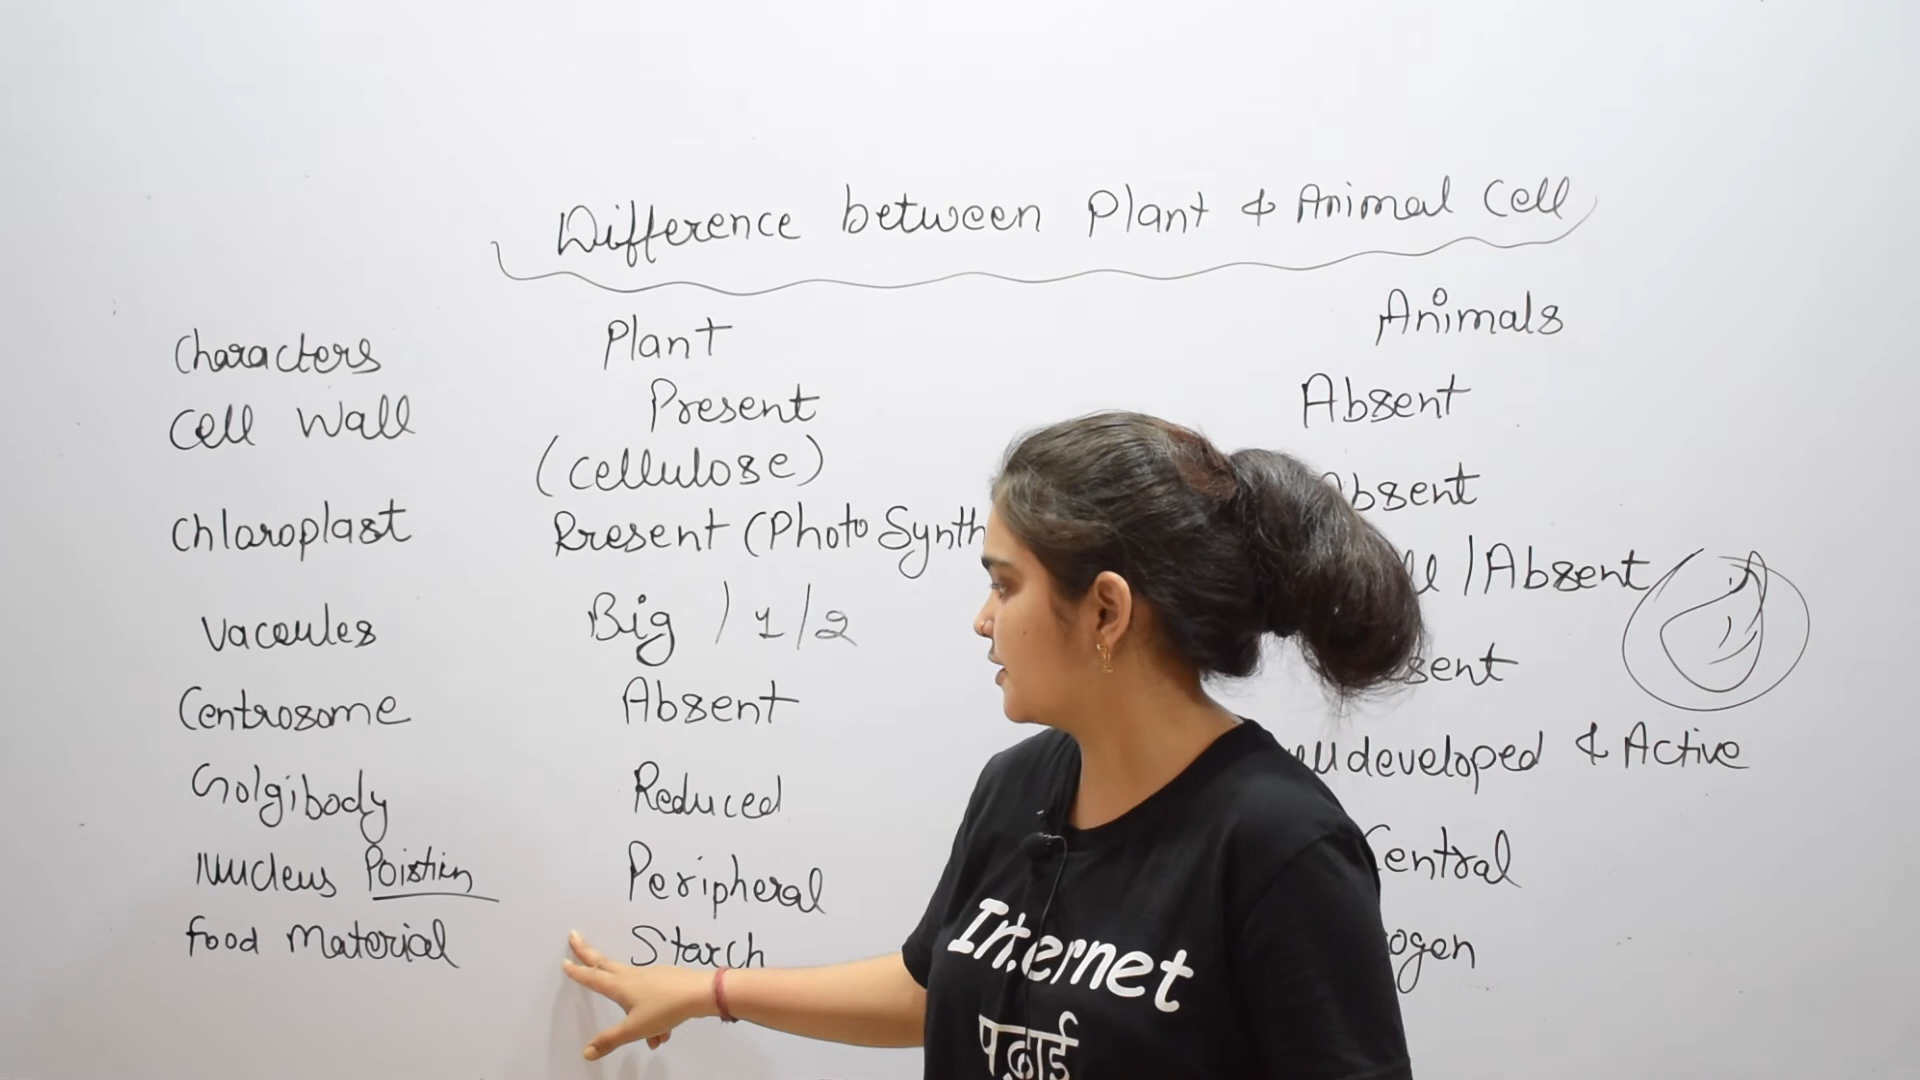 Difference between Plant & Animal Cell
Characters Plant Animals
Cell Wall Present Absent
(Cellulose)
Chloroplast Present (Photo Synth bsent
Vacoules Big / 1/2 ll / Absent
Centrosome Absent sent
Golgibody Reduced developed & Active
Nucleus Poistion Peripheral Central
Food Material Starch ogen
Internet
पढ़ाई